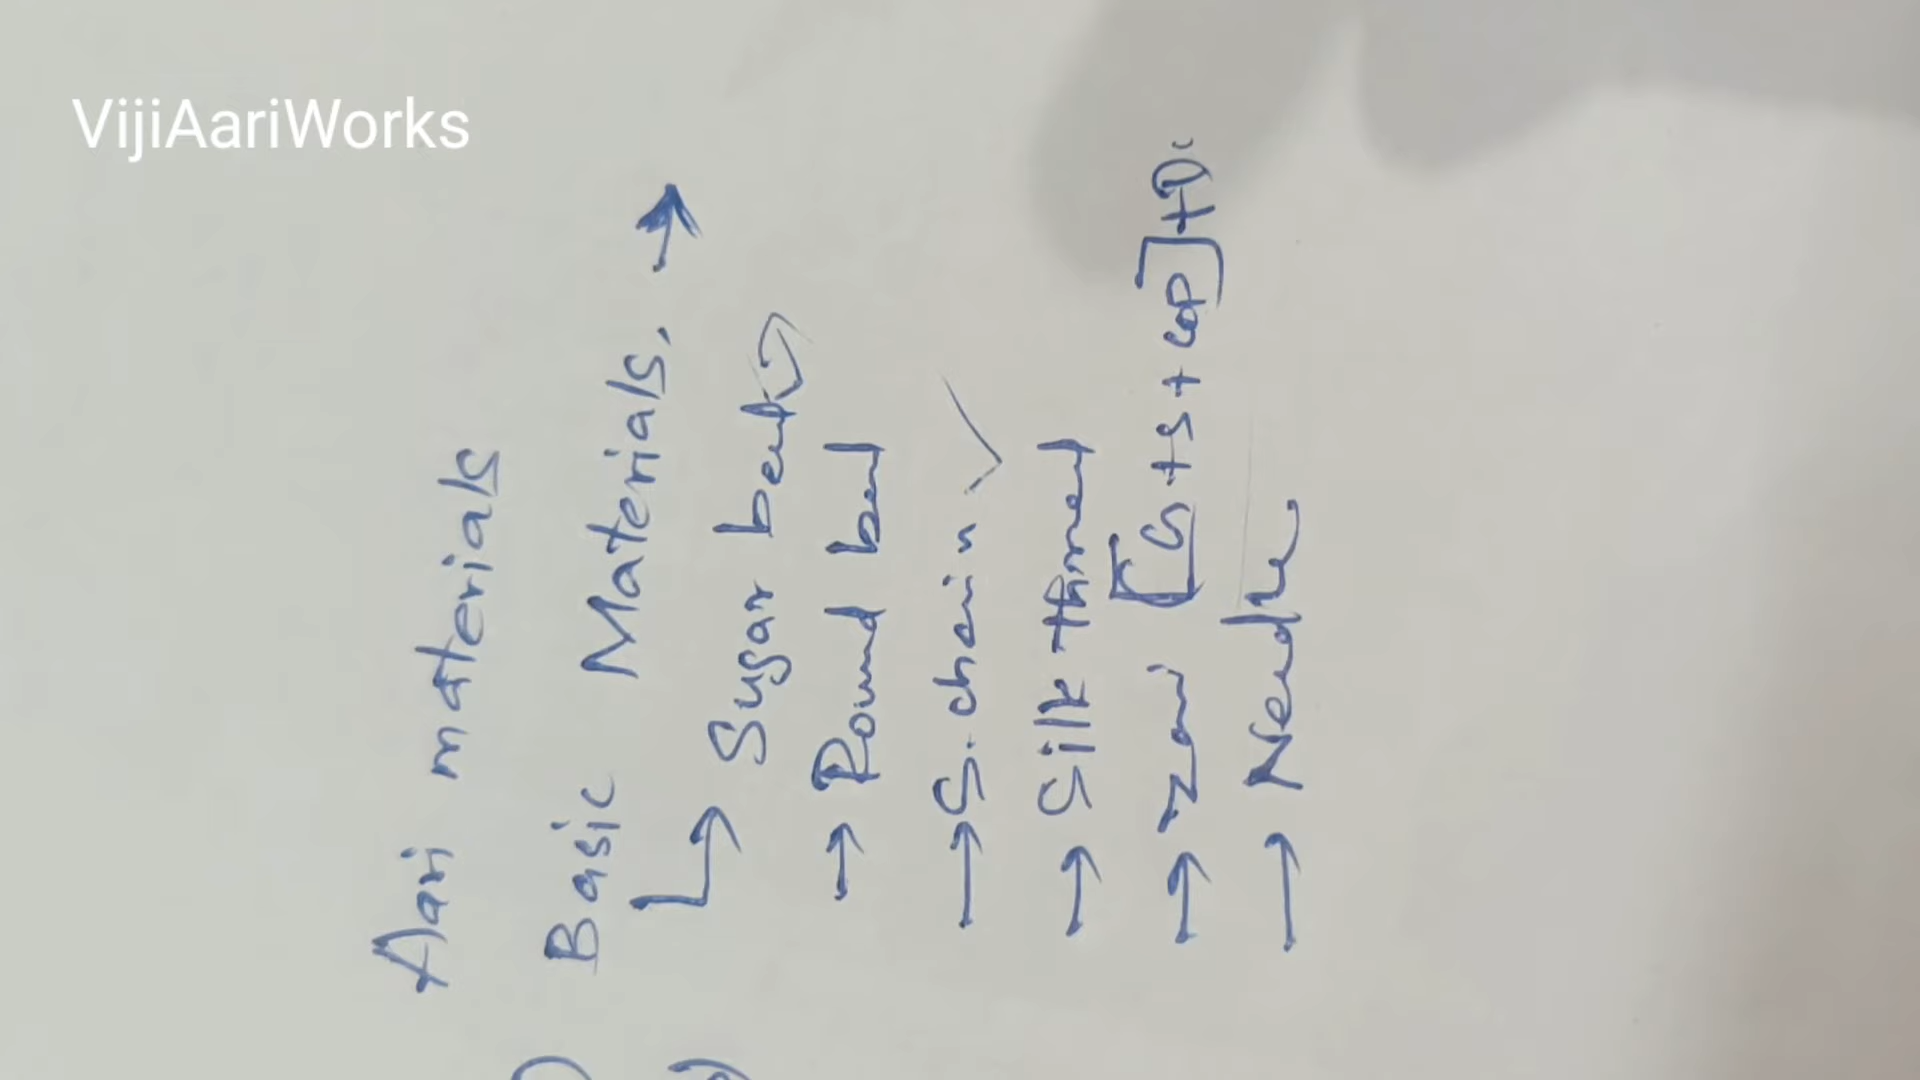 VijiAariWorks
Aari materials
Basic Materials. →
↳ Sugar bead
→ Round bead
→ S. chain ✓
→ Silk thread
→ Zari [G + S + cop] + D.
→ Needle